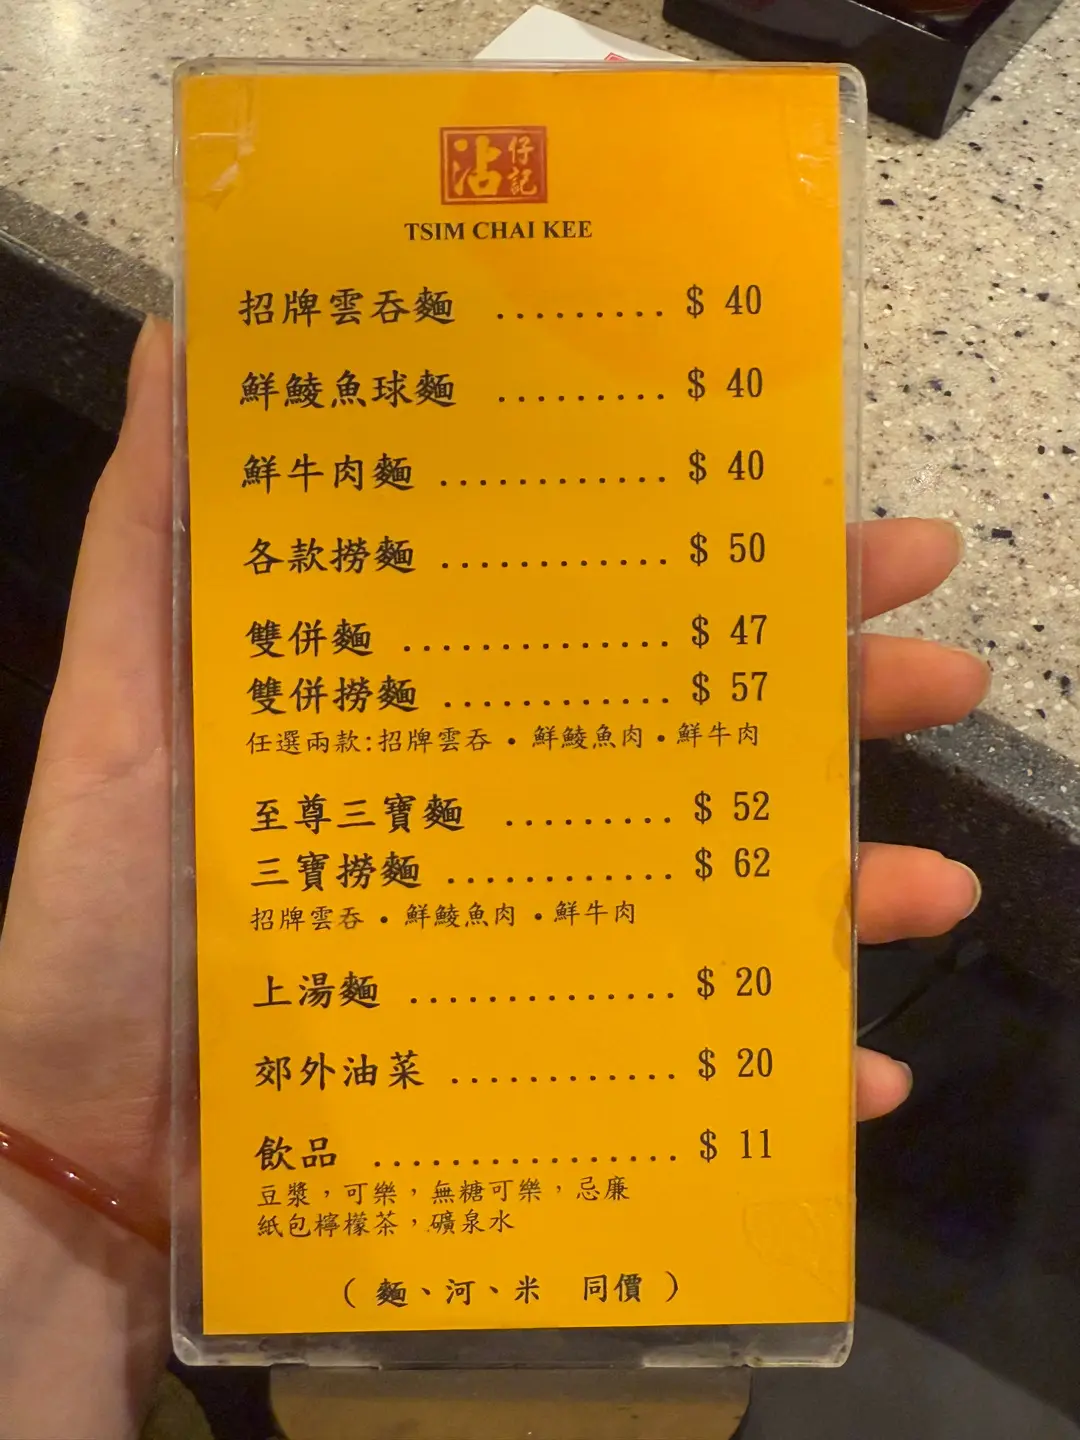 沾仔記
TSIM CHAI KEE
招牌雲吞麵 ......... $ 40
鮮鯪魚球麵 ......... $ 40
鮮牛肉麵 ............ $ 40
各款撈麵 ............ $ 50
雙併麵 .............. $ 47
雙併撈麵 ............ $ 57
任選兩款:招牌雲吞 • 鮮鯪魚肉 • 鮮牛肉
至尊三寶麵 ......... $ 52
三寶撈麵 ............ $ 62
招牌雲吞 • 鮮鯪魚肉 • 鮮牛肉
上湯麵 .............. $ 20
郊外油菜 ............ $ 20
飲品 ................ $ 11
豆漿，可樂，無糖可樂，忌廉
紙包檸檬茶，礦泉水
( 麵、河、米 同價 )